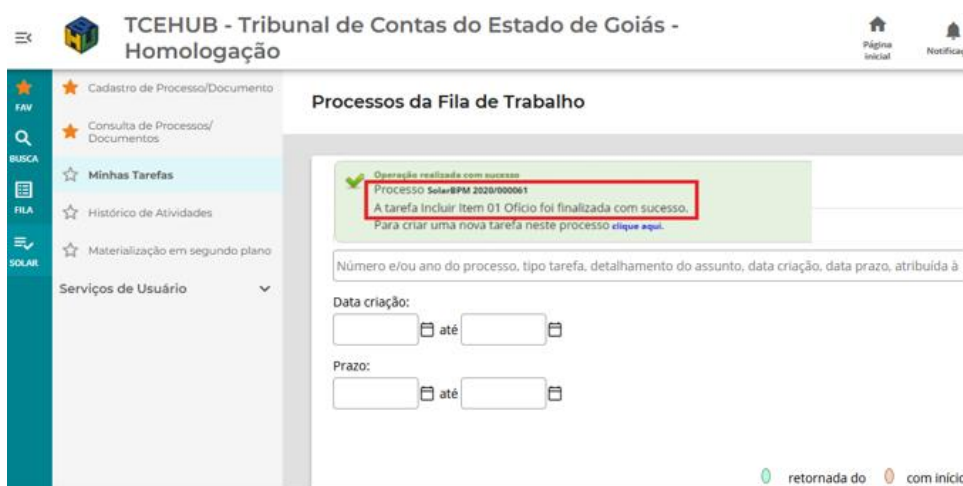 TCEHUB - Tribunal de Contas do Estado de Goiás -
Homologação
Página
inicial
FAV
BUSCA
FILA
SOLAR
Cadastro de Processo/Documento
Consulta de Processos/
Documentos
Minhas Tarefas
Histórico de Atividades
Materialização em segundo plano
Serviços de Usuário
Processos da Fila de Trabalho
Operação realizada com sucesso
Processo SolarBPM 2020/000061
A tarefa Incluir Item 01 Ofício foi finalizada com sucesso.
Para criar uma nova tarefa neste processo clique aqui.
Número e/ou ano do processo, tipo tarefa, detalhamento do assunto, data criação, data prazo, atribuída à
Data criação:
até
Prazo:
até
retornada do
com